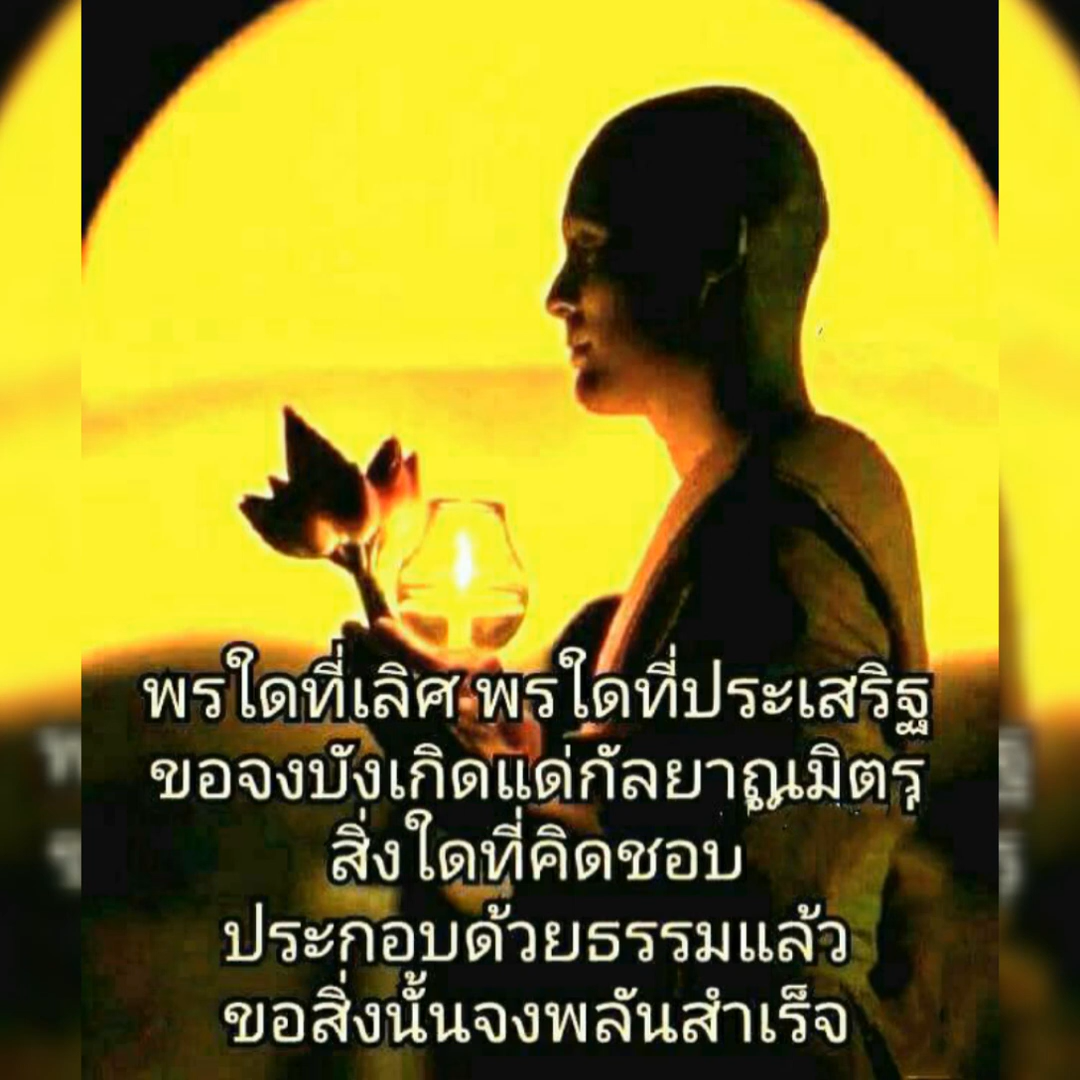 พรใดที่เลิศ พรใดที่ประเสริฐ
ขอจงบังเกิดแด่กัลยาณมิตร
สิ่งใดที่คิดชอบ
ประกอบด้วยธรรมแล้ว
ขอสิ่งนั้นจงพลันสำเร็จ